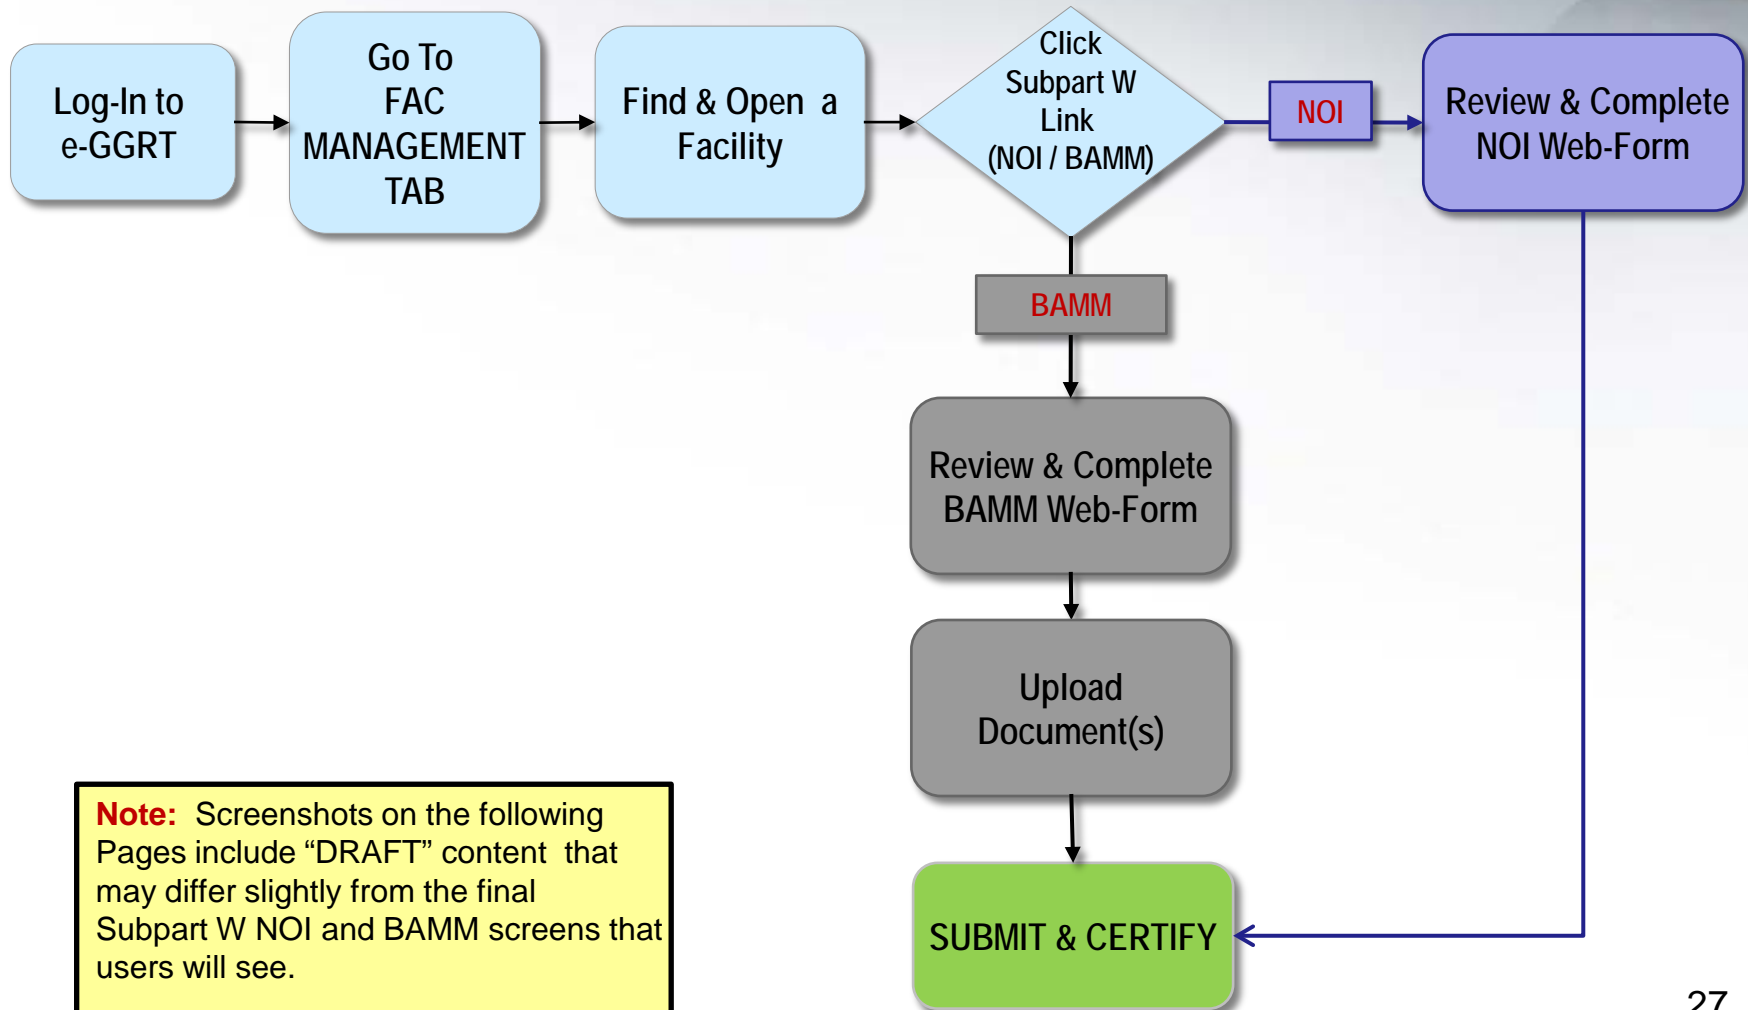 Log-In to
e-GGRT
Go To
FAC
MANAGEMENT
TAB
Find & Open a
Facility
Click
Subpart W
Link
(NOI / BAMM)
NOI
Review & Complete
NOI Web-Form
BAMM
Review & Complete
BAMM Web-Form
Upload
Document(s)
SUBMIT & CERTIFY
Note: Screenshots on the following
Pages include “DRAFT” content that
may differ slightly from the final
Subpart W NOI and BAMM screens that
users will see.
27